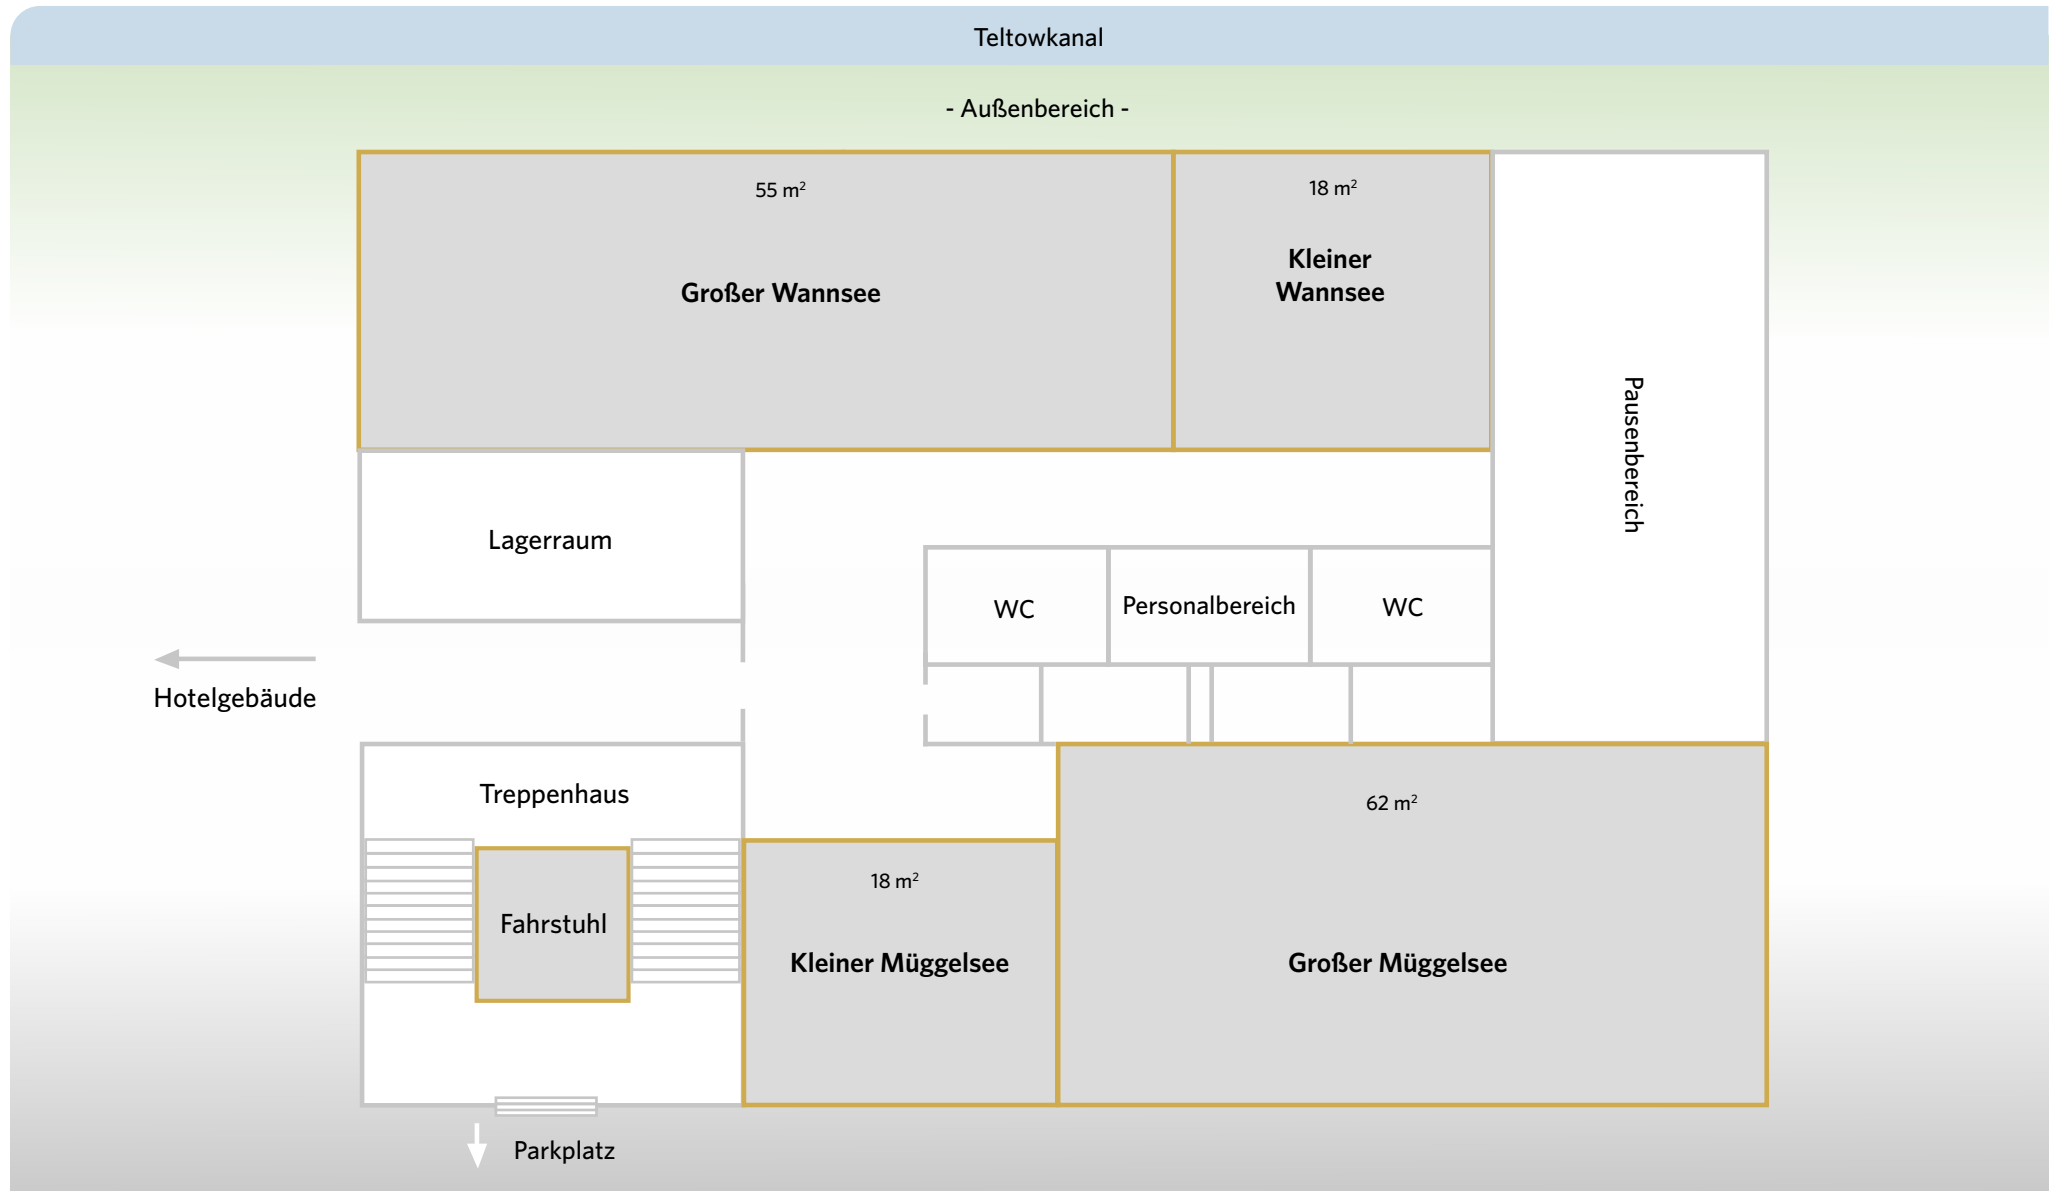 Teltowkanal
- Außenbereich -
55 m²
18 m²
Großer Wannsee
Kleiner
Wannsee
Pausenbereich
Lagerraum
WC
Personalbereich
WC
Hotelgebäude
Treppenhaus
62 m²
18 m²
Fahrstuhl
Kleiner Müggelsee
Großer Müggelsee
Parkplatz